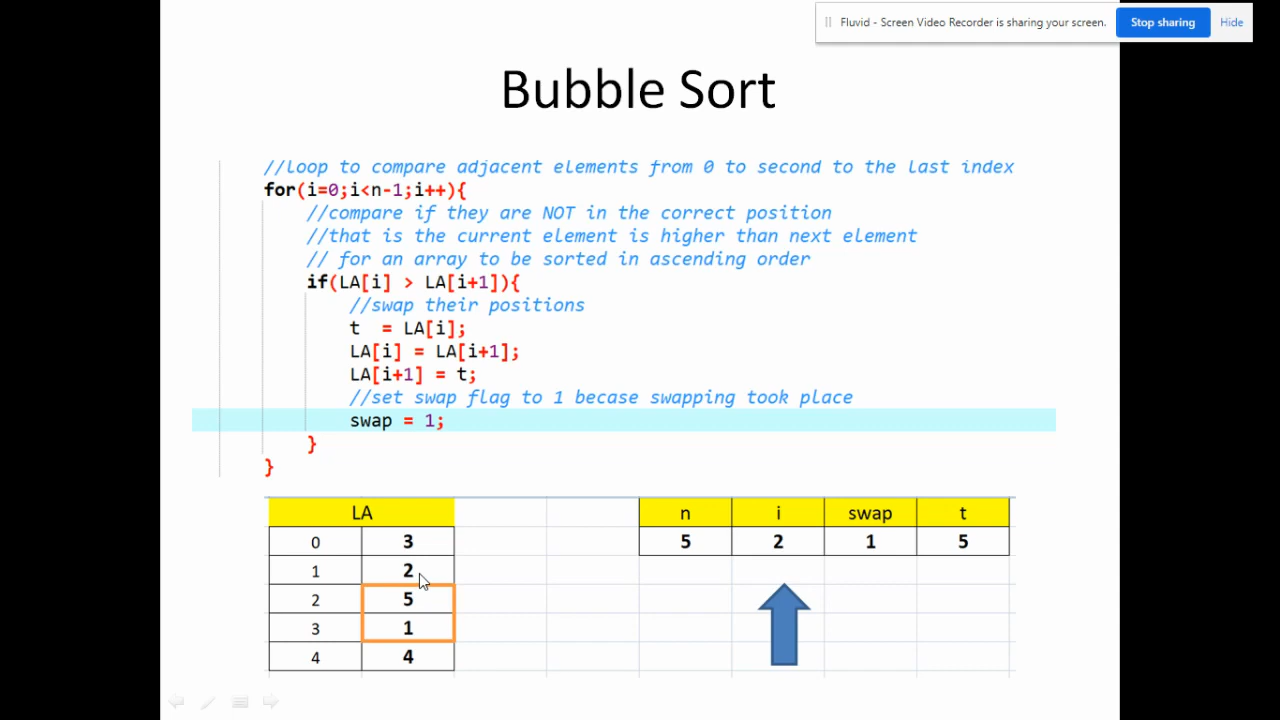 Fluvid - Screen Video Recorder is sharing your screen. Stop sharing Hide
Bubble Sort
//loop to compare adjacent elements from 0 to second to the last index
for(i=0;i<n-1;i++){
//compare if they are NOT in the correct position
//that is the current element is higher than next element
// for an array to be sorted in ascending order
if(LA[i] > LA[i+1]){
//swap their positions
t = LA[i];
LA[i] = LA[i+1];
LA[i+1] = t;
//set swap flag to 1 becase swapping took place
swap = 1;
}
}
LA
0 3
1 2
2 5
3 1
4 4
n i swap t
5 2 1 5